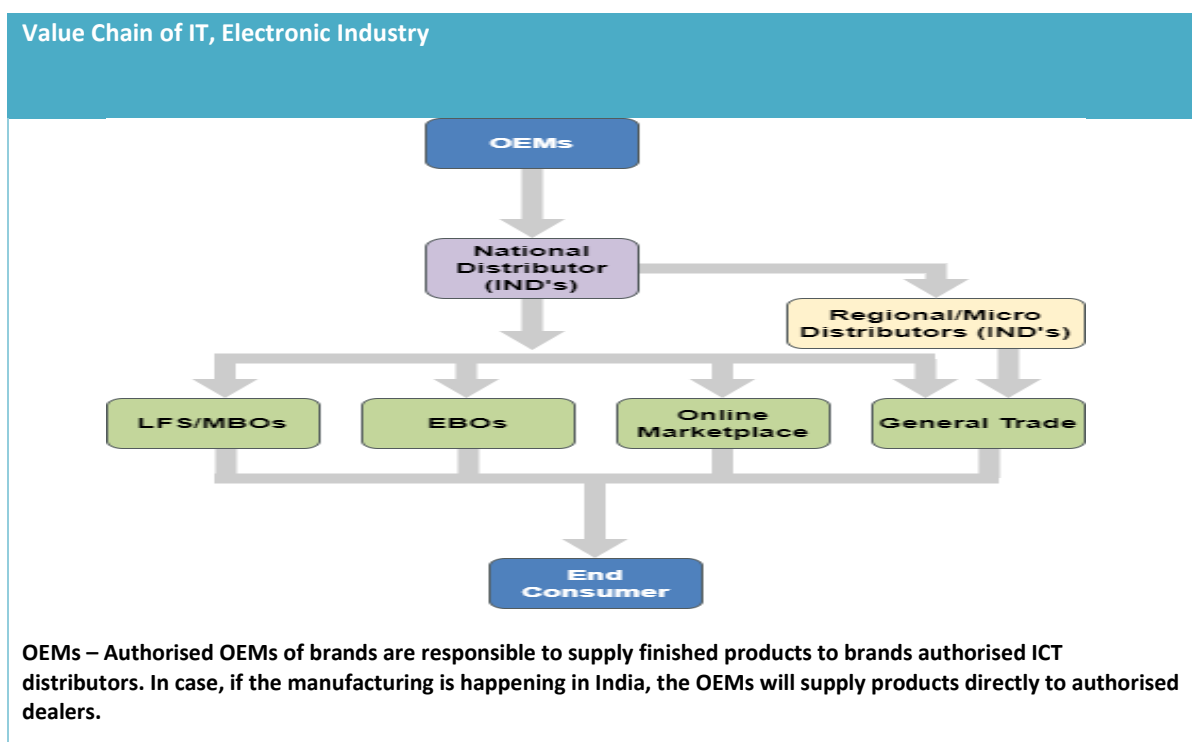 Value Chain of IT, Electronic Industry
OEMs
National
Distributor
(IND's)
Regional/Micro
Distributors (IND's)
LFS/MBOs
EBOs
Online
Marketplace
General Trade
End
Consumer
OEMs – Authorised OEMs of brands are responsible to supply finished products to brands authorised ICT
distributors. In case, if the manufacturing is happening in India, the OEMs will supply products directly to authorised
dealers.